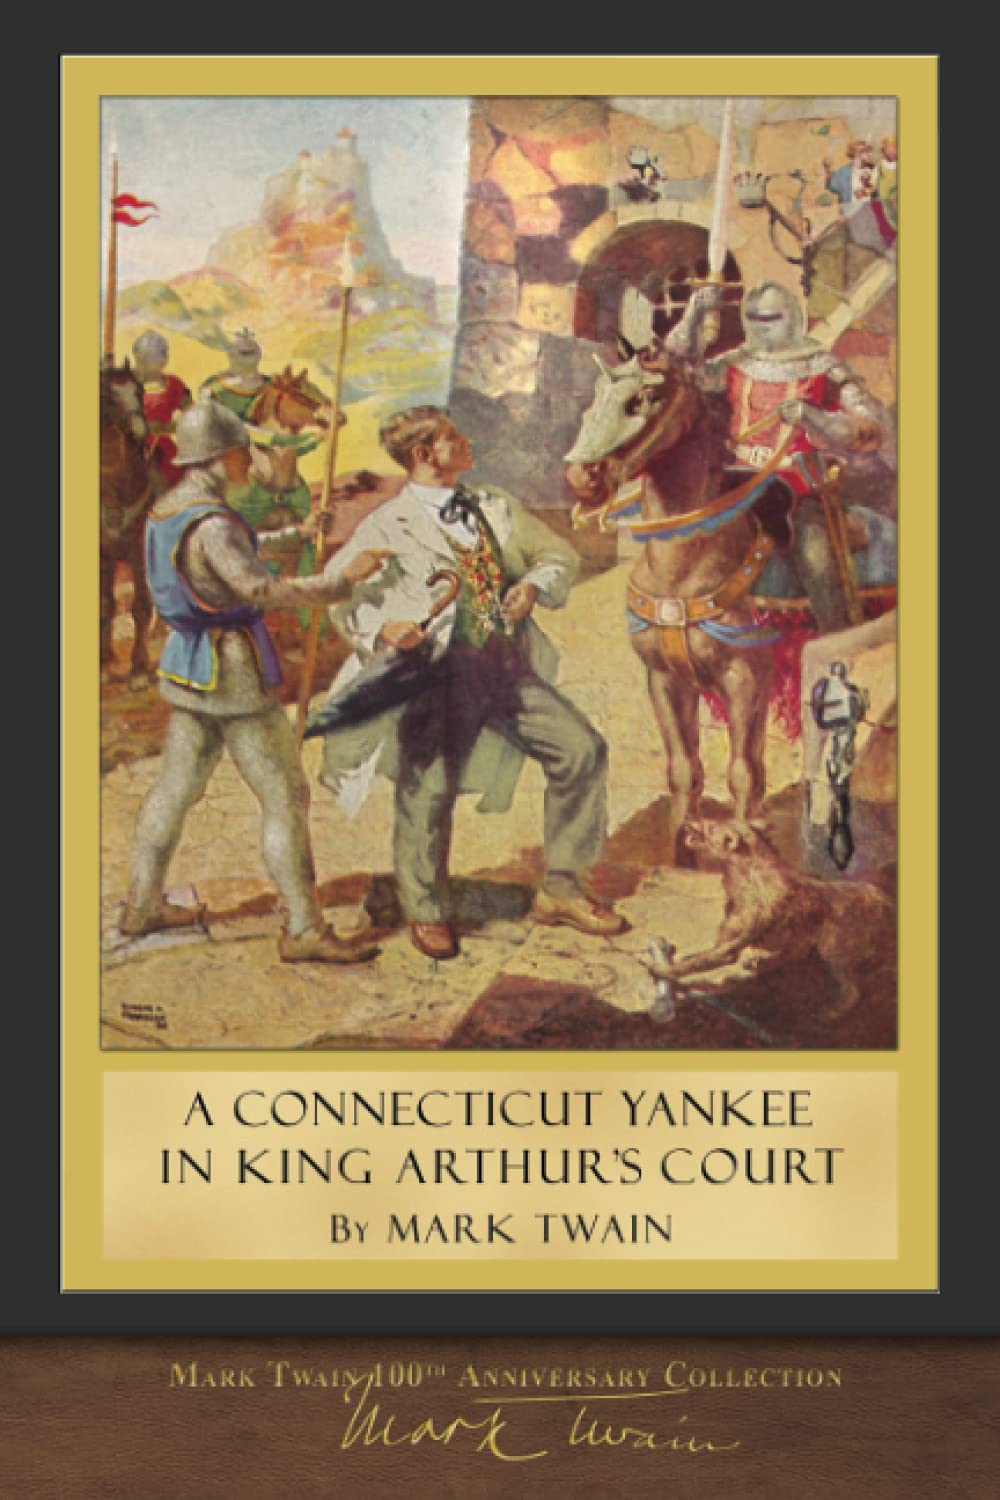 A CONNECTICUT YANKEE
IN KING ARTHUR'S COURT
BY MARK TWAIN
MARK TWAIN 100TH ANNIVERSARY COLLECTION
Mark Twain